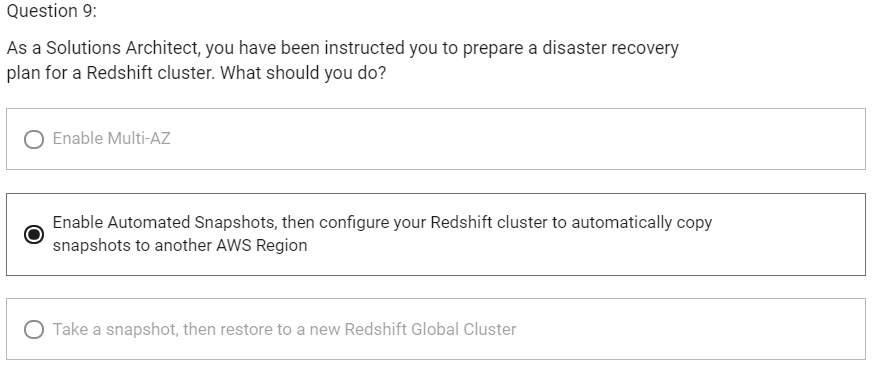 Question 9:
As a Solutions Architect, you have been instructed you to prepare a disaster recovery
plan for a Redshift cluster. What should you do?
Enable Multi-AZ
Enable Automated Snapshots, then configure your Redshift cluster to automatically copy
snapshots to another AWS Region
Take a snapshot, then restore to a new Redshift Global Cluster